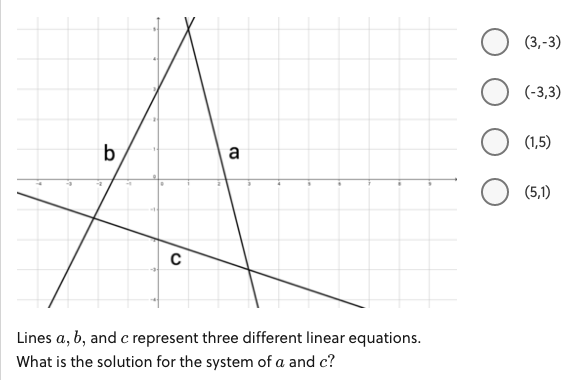 (3,-3)
(-3,3)
b
a
(1,5)
(5,1)
c
Lines a, b, and c represent three different linear equations.
What is the solution for the system of a and c?